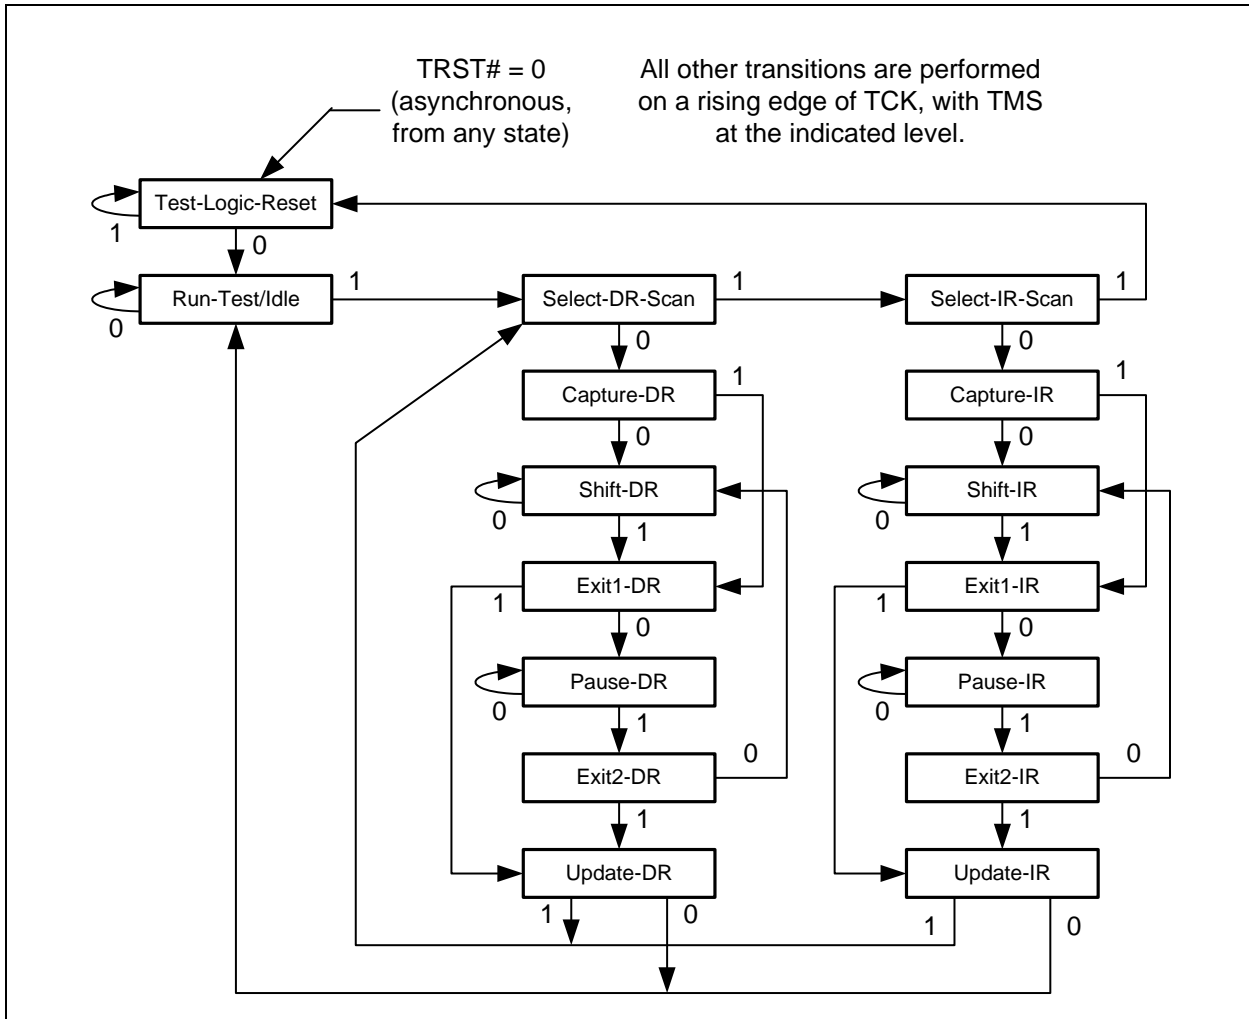 TRST# = 0
(asynchronous,
from any state)
All other transitions are performed
on a rising edge of TCK, with TMS
at the indicated level.
Test-Logic-Reset
1
0
Run-Test/Idle
1
0
Select-DR-Scan
1
0
Select-IR-Scan
1
0
Capture-DR
1
0
Capture-IR
1
0
Shift-DR
0
1
Shift-IR
0
1
Exit1-DR
1
0
Exit1-IR
1
0
Pause-DR
0
1
Pause-IR
0
1
Exit2-DR
0
1
Exit2-IR
0
1
Update-DR
1
0
Update-IR
1
0